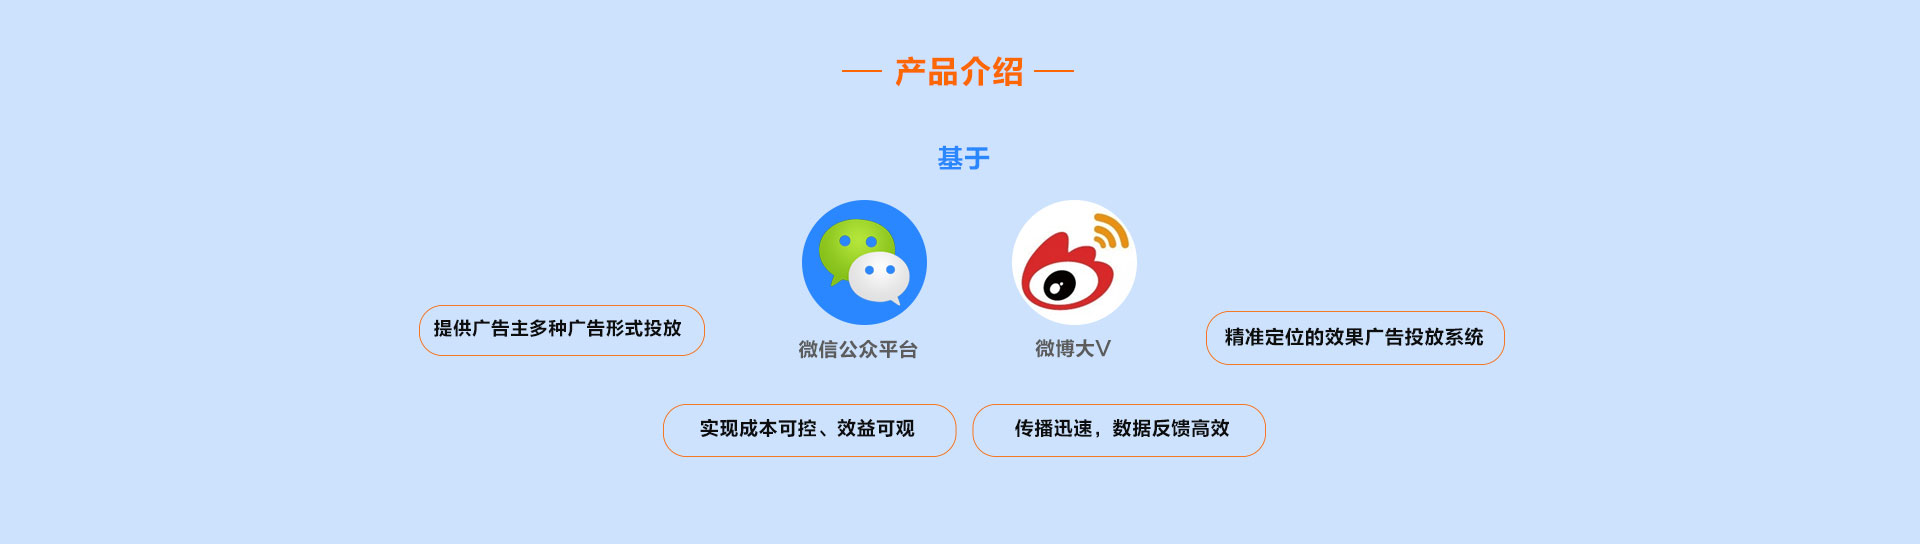 产品介绍
基于
微信公众平台
微博大V
提供广告主多种广告形式投放
精准定位的效果广告投放系统
实现成本可控、效益可观
传播迅速，数据反馈高效